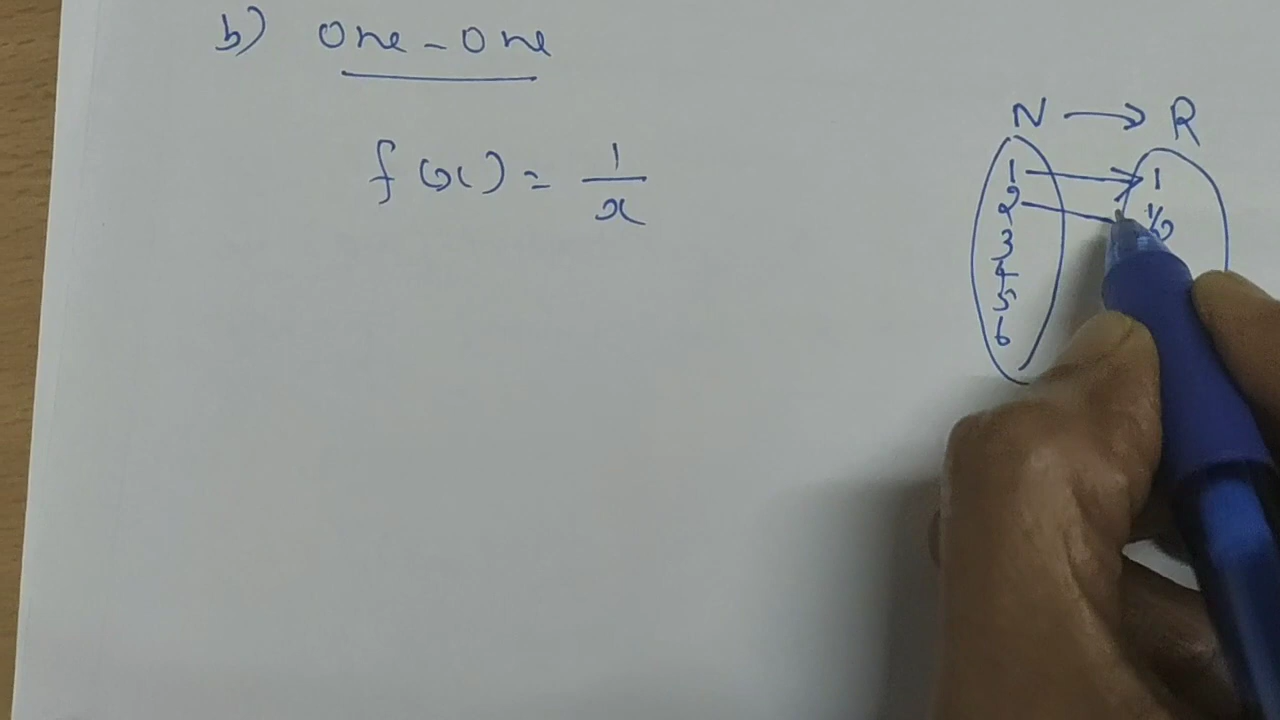 b) One - One
f(x) = 1/x
N → R
1 → 1
2 1/2
3
4
5
6